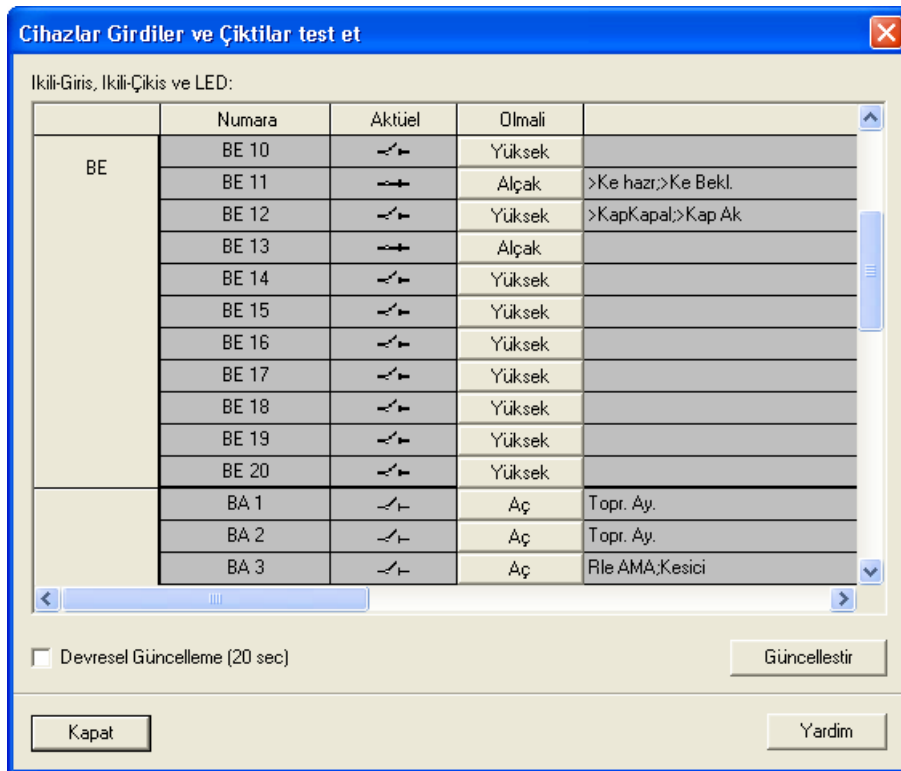 Cihazlar Girdiler ve Çiktilar test et
Ikili-Giris, Ikili-Çikis ve LED:
Numara Aktüel Olmali
BE
BE 10 Yüksek
BE 11 Alçak >Ke hazr;>Ke Bekl.
BE 12 Yüksek >KapKapal;>Kap Ak
BE 13 Alçak
BE 14 Yüksek
BE 15 Yüksek
BE 16 Yüksek
BE 17 Yüksek
BE 18 Yüksek
BE 19 Yüksek
BE 20 Yüksek
BA 1 Aç Topr. Ay.
BA 2 Aç Topr. Ay.
BA 3 Aç Rle AMA;Kesici
Devresel Güncelleme (20 sec) Güncellestir
Kapat Yardim